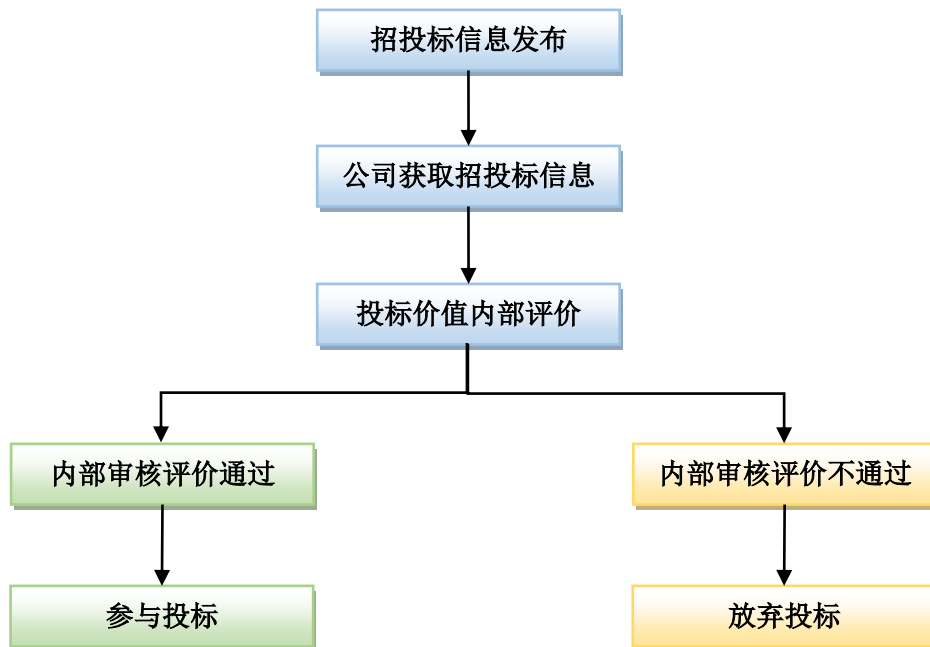 招投标信息发布
公司获取招投标信息
投标价值内部评价
内部审核评价通过
内部审核评价不通过
参与投标
放弃投标